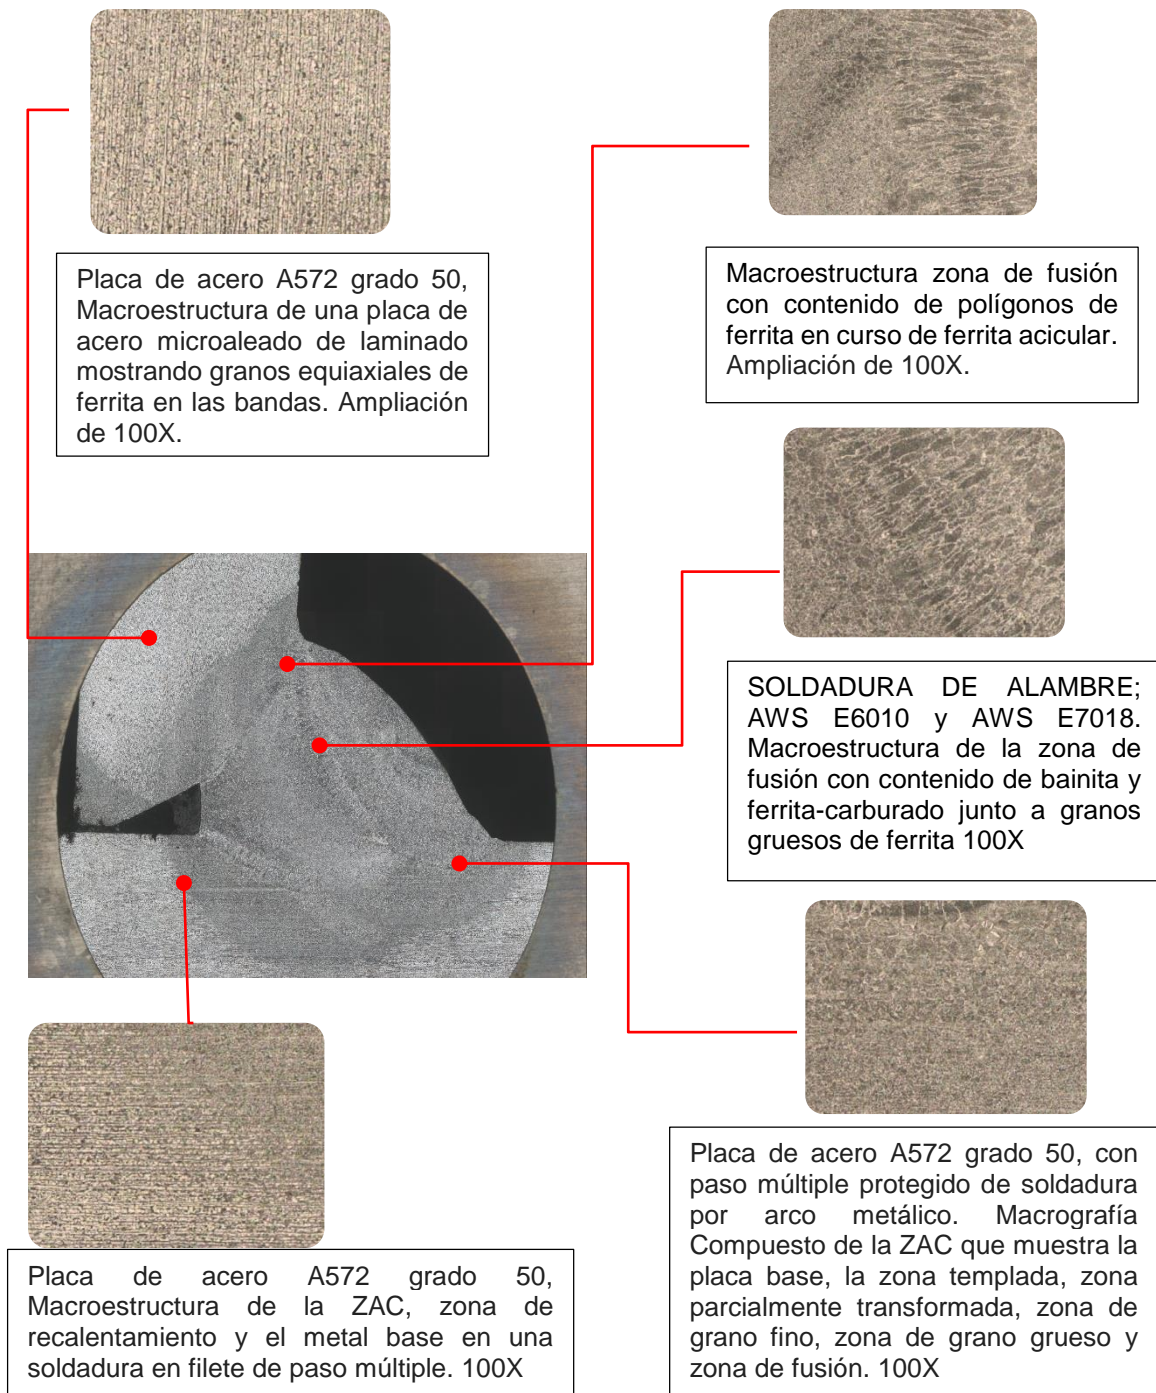 Placa de acero A572 grado 50,
Macroestructura de una placa de
acero microaleado de laminado
mostrando granos equiaxiales de
ferrita en las bandas. Ampliación
de 100X.
Macroestructura zona de fusión
con contenido de polígonos de
ferrita en curso de ferrita acicular.
Ampliación de 100X.
SOLDADURA DE ALAMBRE;
AWS E6010 y AWS E7018.
Macroestructura de la zona de
fusión con contenido de bainita y
ferrita-carburado junto a granos
gruesos de ferrita 100X
Placa de acero A572 grado 50,
Macroestructura de la ZAC, zona de
recalentamiento y el metal base en una
soldadura en filete de paso múltiple. 100X
Placa de acero A572 grado 50, con
paso múltiple protegido de soldadura
por arco metálico. Macrografía
Compuesto de la ZAC que muestra la
placa base, la zona templada, zona
parcialmente transformada, zona de
grano fino, zona de grano grueso y
zona de fusión. 100X